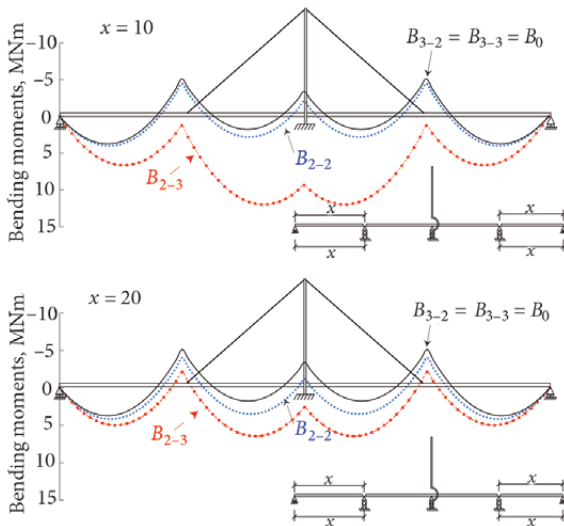 x = 10
B3–2 = B3–3 = B0
Bending moments, MNm
–10
–5
0
5
10
15
B2–3
B2–2
x
x
x
x
x = 20
B3–2 = B3–3 = B0
Bending moments, MNm
–10
–5
0
5
10
15
B2–3
B2–2
x
x
x
x